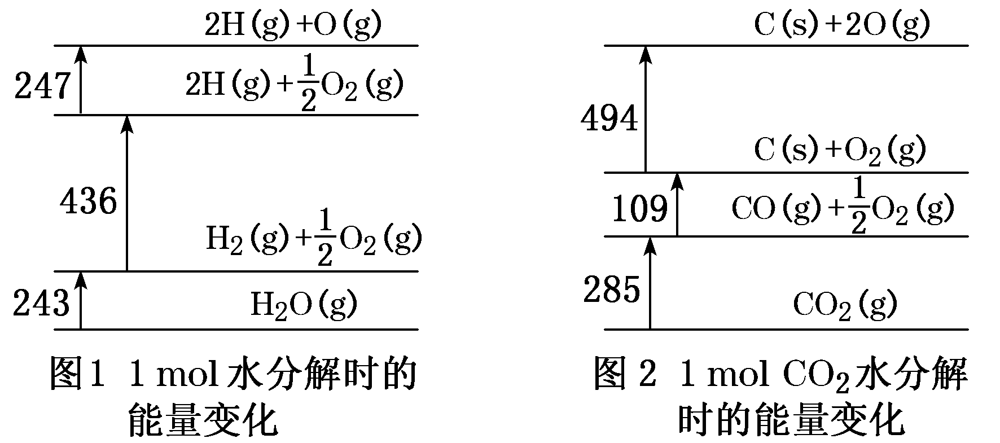 2H(g)+O(g)
247
2H(g)+1/2O₂(g)
436
H₂(g)+1/2O₂(g)
243
H₂O(g)
图1 1 mol水分解时的
能量变化
C(s)+2O(g)
494
C(s)+O₂(g)
109
CO(g)+1/2O₂(g)
285
CO₂(g)
图2 1 mol CO₂水分解
时的能量变化